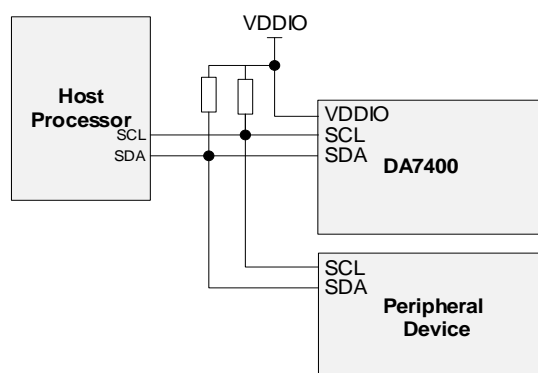 VDDIO
Host
Processor
SCL
SDA
VDDIO
SCL
SDA
DA7400
SCL
SDA
Peripheral
Device